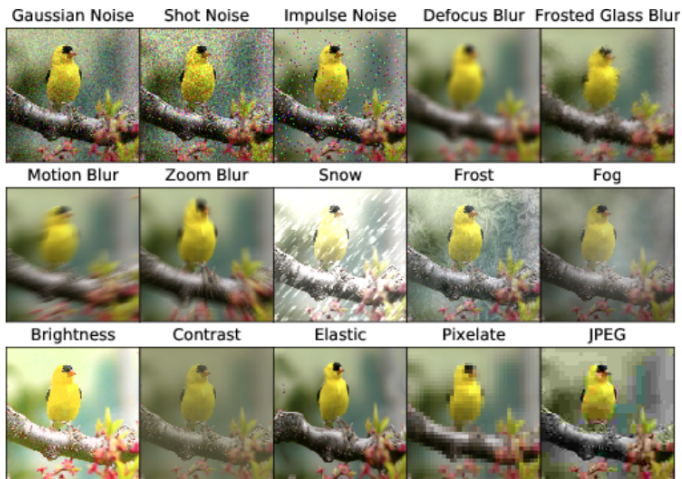 Gaussian Noise Shot Noise Impulse Noise Defocus Blur Frosted Glass Blur
Motion Blur Zoom Blur Snow Frost Fog
Brightness Contrast Elastic Pixelate JPEG